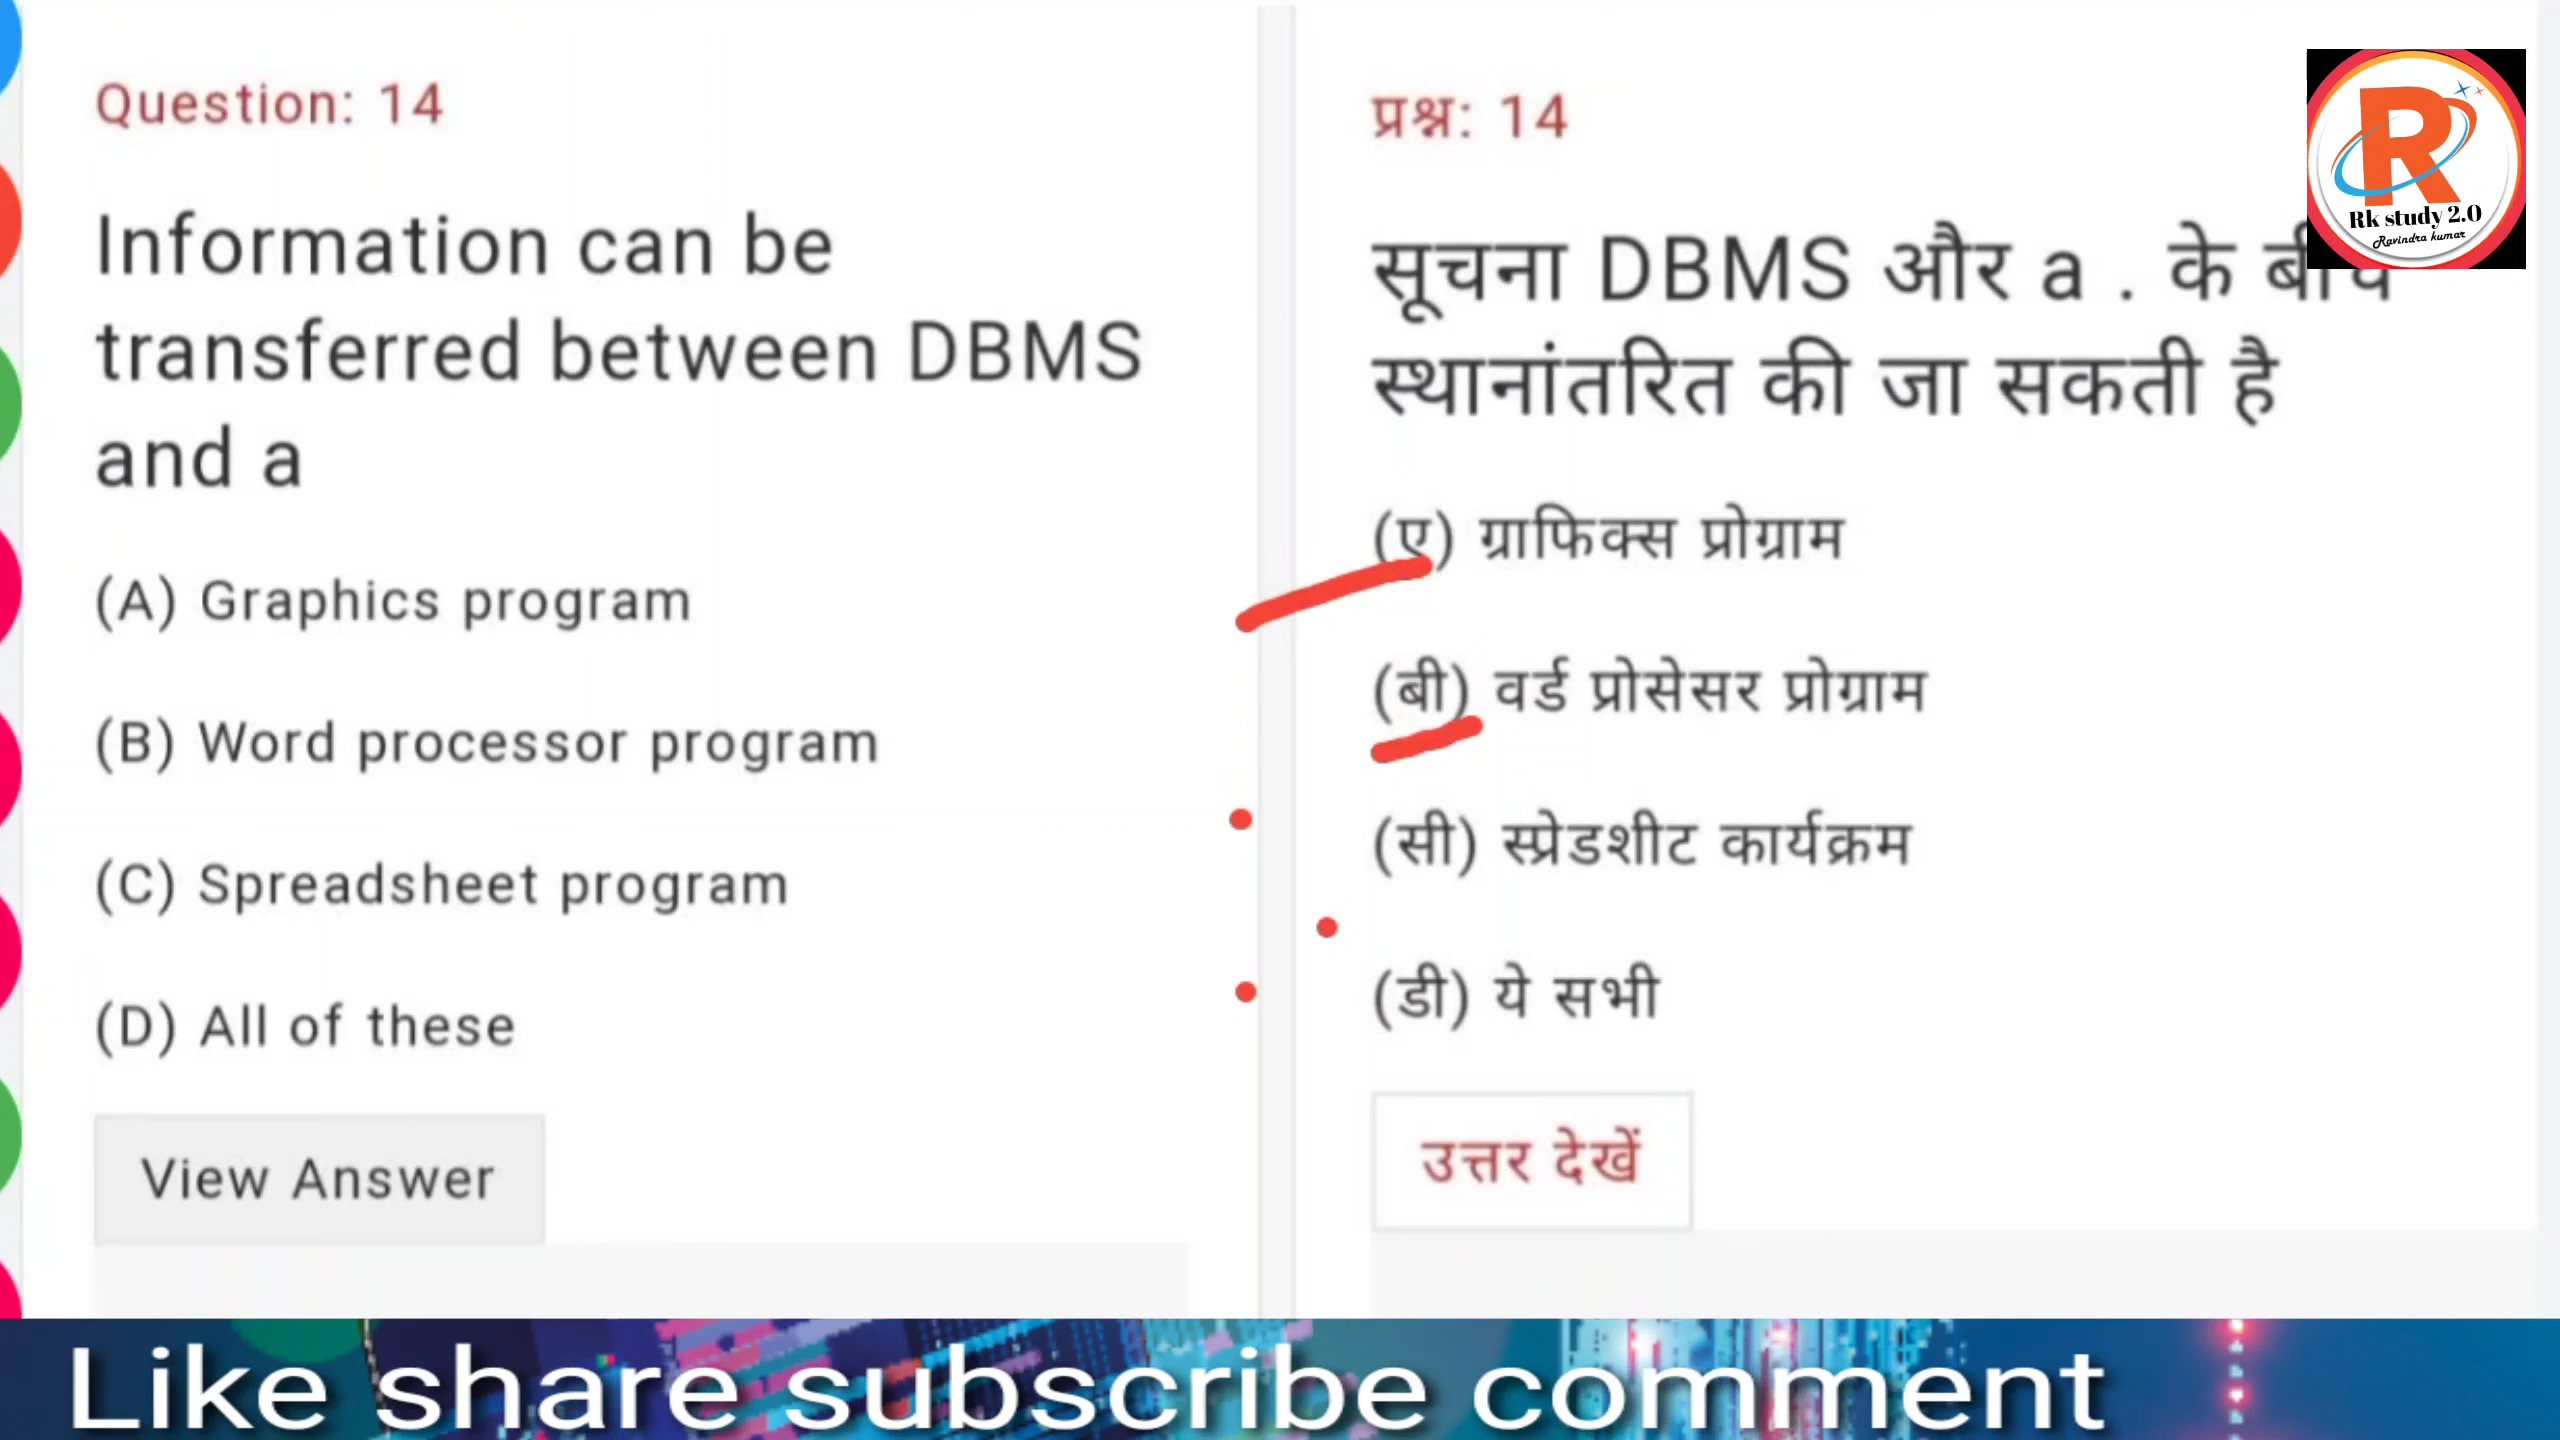 Question: 14
Information can be
transferred between DBMS
and a
(A) Graphics program
(B) Word processor program
(C) Spreadsheet program
(D) All of these
View Answer
प्रश्न: 14
सूचना DBMS और a . के बीच
स्थानांतरित की जा सकती है
(ए) ग्राफिक्स प्रोग्राम
(बी) वर्ड प्रोसेसर प्रोग्राम
(सी) स्प्रेडशीट कार्यक्रम
(डी) ये सभी
उत्तर देखें
R
Rk study 2.0
Ravindra kumar
Like share subscribe comment